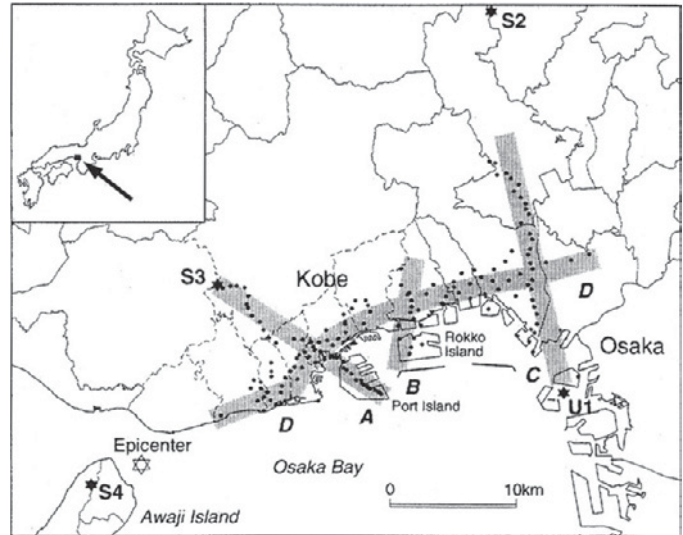 S2
S3
Kobe
D
Rokko
Island
Osaka
B
C
D
A
Port Island
U1
Epicenter
Osaka Bay
S4
0
10km
Awaji Island